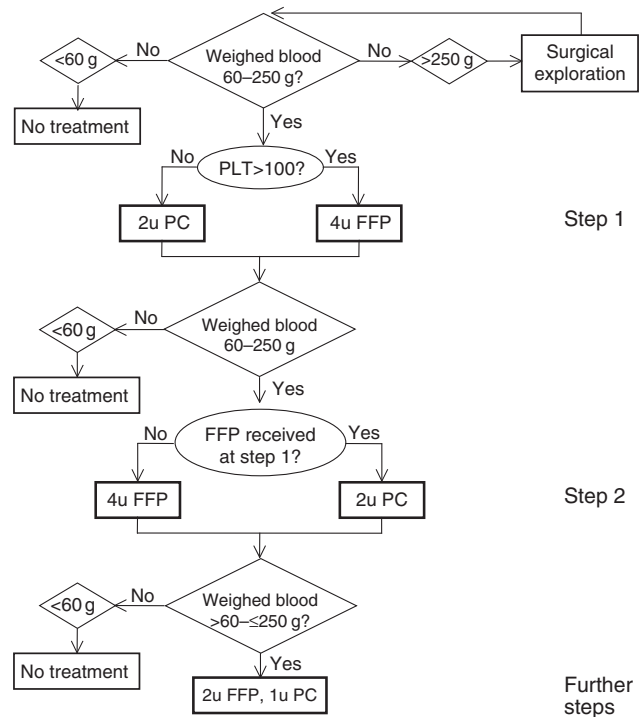 <60 g
No
Weighed blood
60–250 g?
No
>250 g
Surgical
exploration
No treatment
Yes
No
PLT>100?
Yes
2u PC
4u FFP
Step 1
<60 g
No
Weighed blood
60–250 g
No treatment
Yes
No
FFP received
at step 1?
Yes
4u FFP
2u PC
Step 2
<60 g
No
Weighed blood
>60–≤250 g?
No treatment
Yes
2u FFP, 1u PC
Further
steps